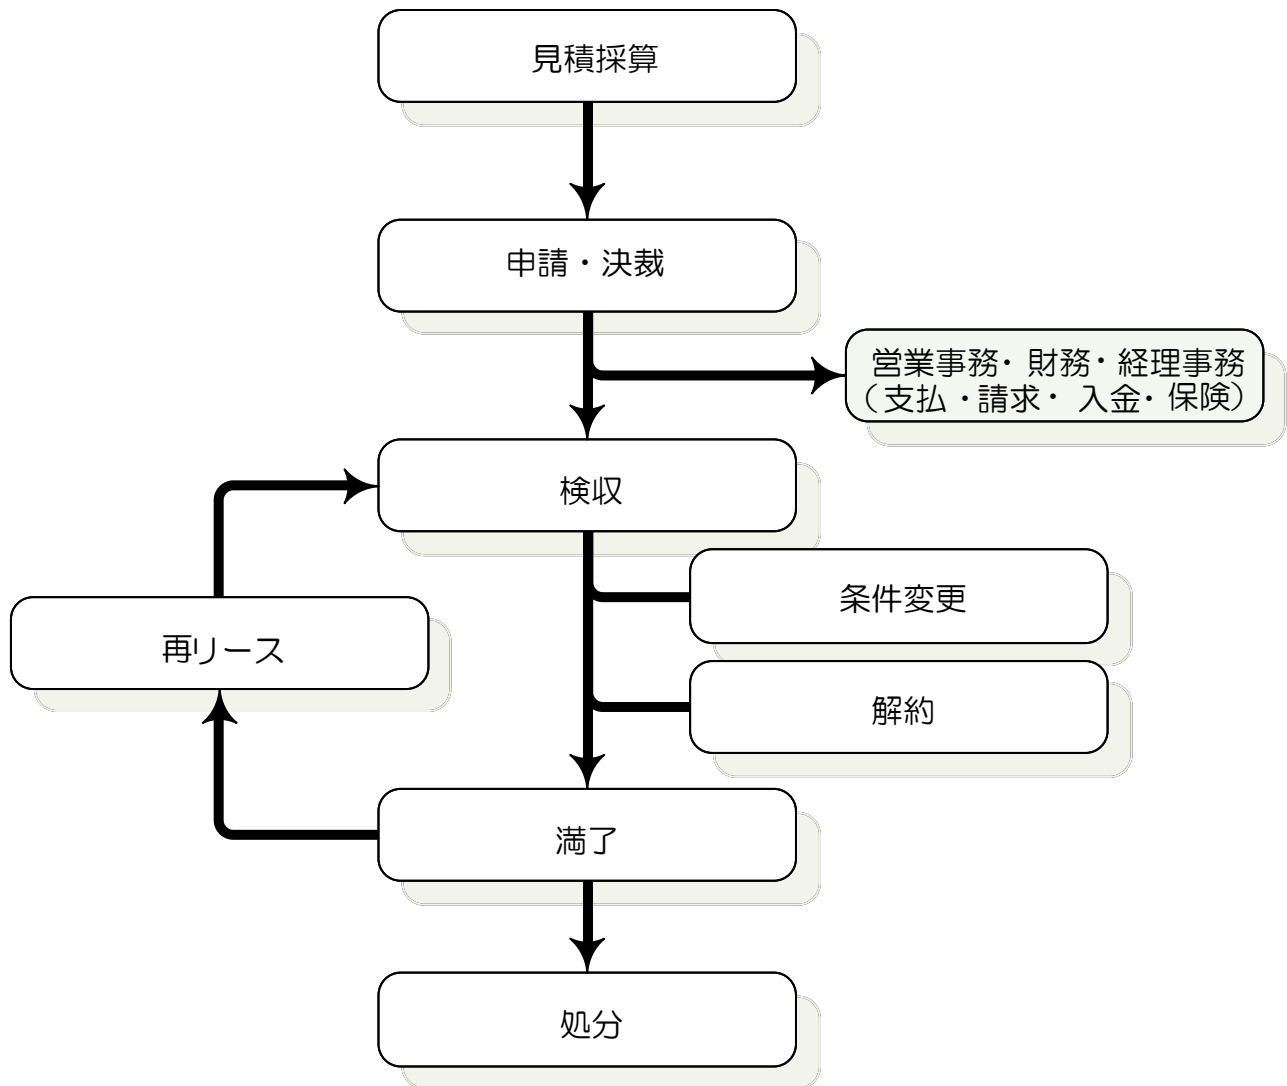 見積採算
申請・決裁
営業事務・財務・経理事務
（支払・請求・入金・保険）
検収
条件変更
再リース
解約
満了
処分